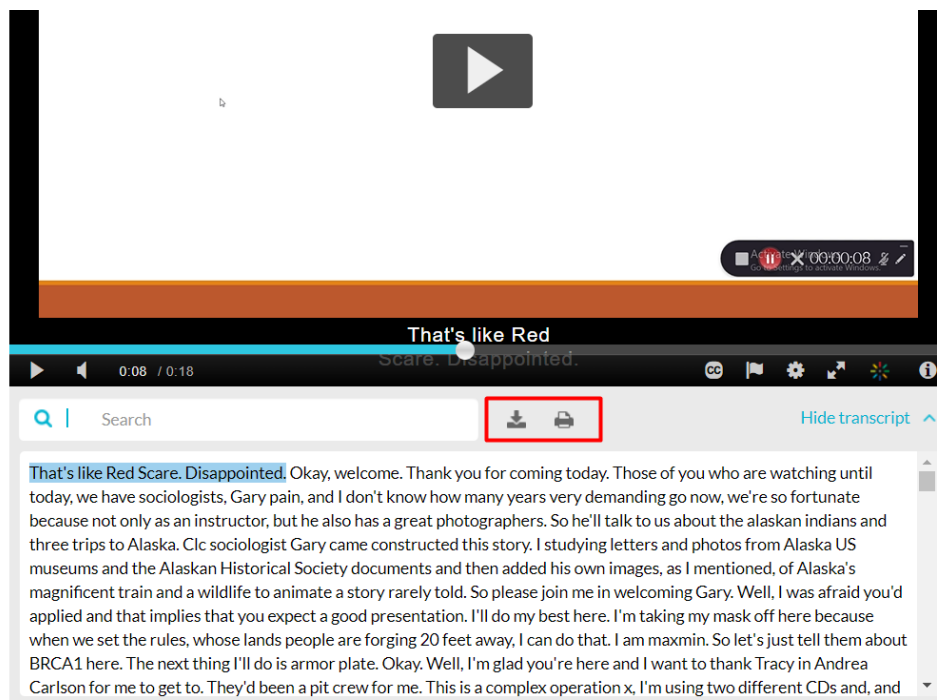 Activate Windows
Go to Settings to activate Windows.
00:00:08
That's like Red
Scare. Disappointed.
0:08 / 0:18
CC
Search
Hide transcript
That's like Red Scare. Disappointed. Okay, welcome. Thank you for coming today. Those of you who are watching until
today, we have sociologists, Gary pain, and I don't know how many years very demanding go now, we're so fortunate
because not only as an instructor, but he also has a great photographers. So he'll talk to us about the alaskan indians and
three trips to Alaska. Clc sociologist Gary came constructed this story. I studying letters and photos from Alaska US
museums and the Alaskan Historical Society documents and then added his own images, as I mentioned, of Alaska's
magnificent train and a wildlife to animate a story rarely told. So please join me in welcoming Gary. Well, I was afraid you'd
applied and that implies that you expect a good presentation. I'll do my best here. I'm taking my mask off here because
when we set the rules, whose lands people are forging 20 feet away, I can do that. I am maxmin. So let's just tell them about
BRCA1 here. The next thing I'll do is armor plate. Okay. Well, I'm glad you're here and I want to thank Tracy in Andrea
Carlson for me to get to. They'd been a pit crew for me. This is a complex operation x, I'm using two different CDs and, and